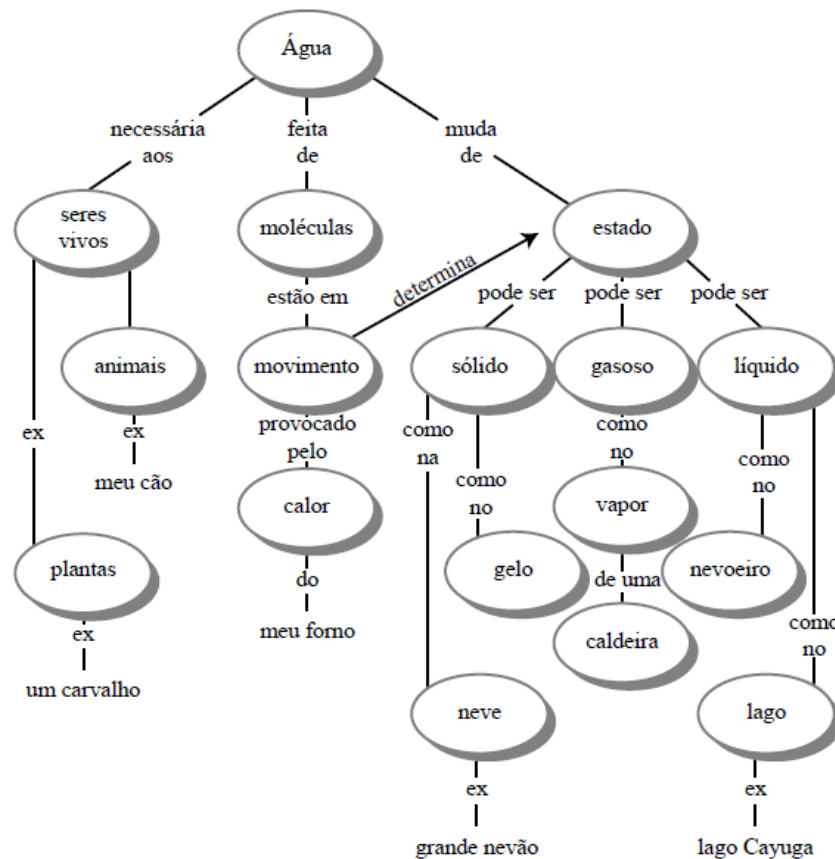 Água
necessária
aos
feita
de
muda
de
seres
vivos
moléculas
estado
estão em
determina
pode ser
pode ser
pode ser
animais
movimento
sólido
gasoso
líquido
ex
ex
provocado
pelo
como
na
como
no
como
no
como
no
meu cão
calor
vapor
plantas
do
gelo
de uma
nevoeiro
como
no
ex
meu forno
caldeira
um carvalho
neve
lago
ex
ex
grande nevão
lago Cayuga